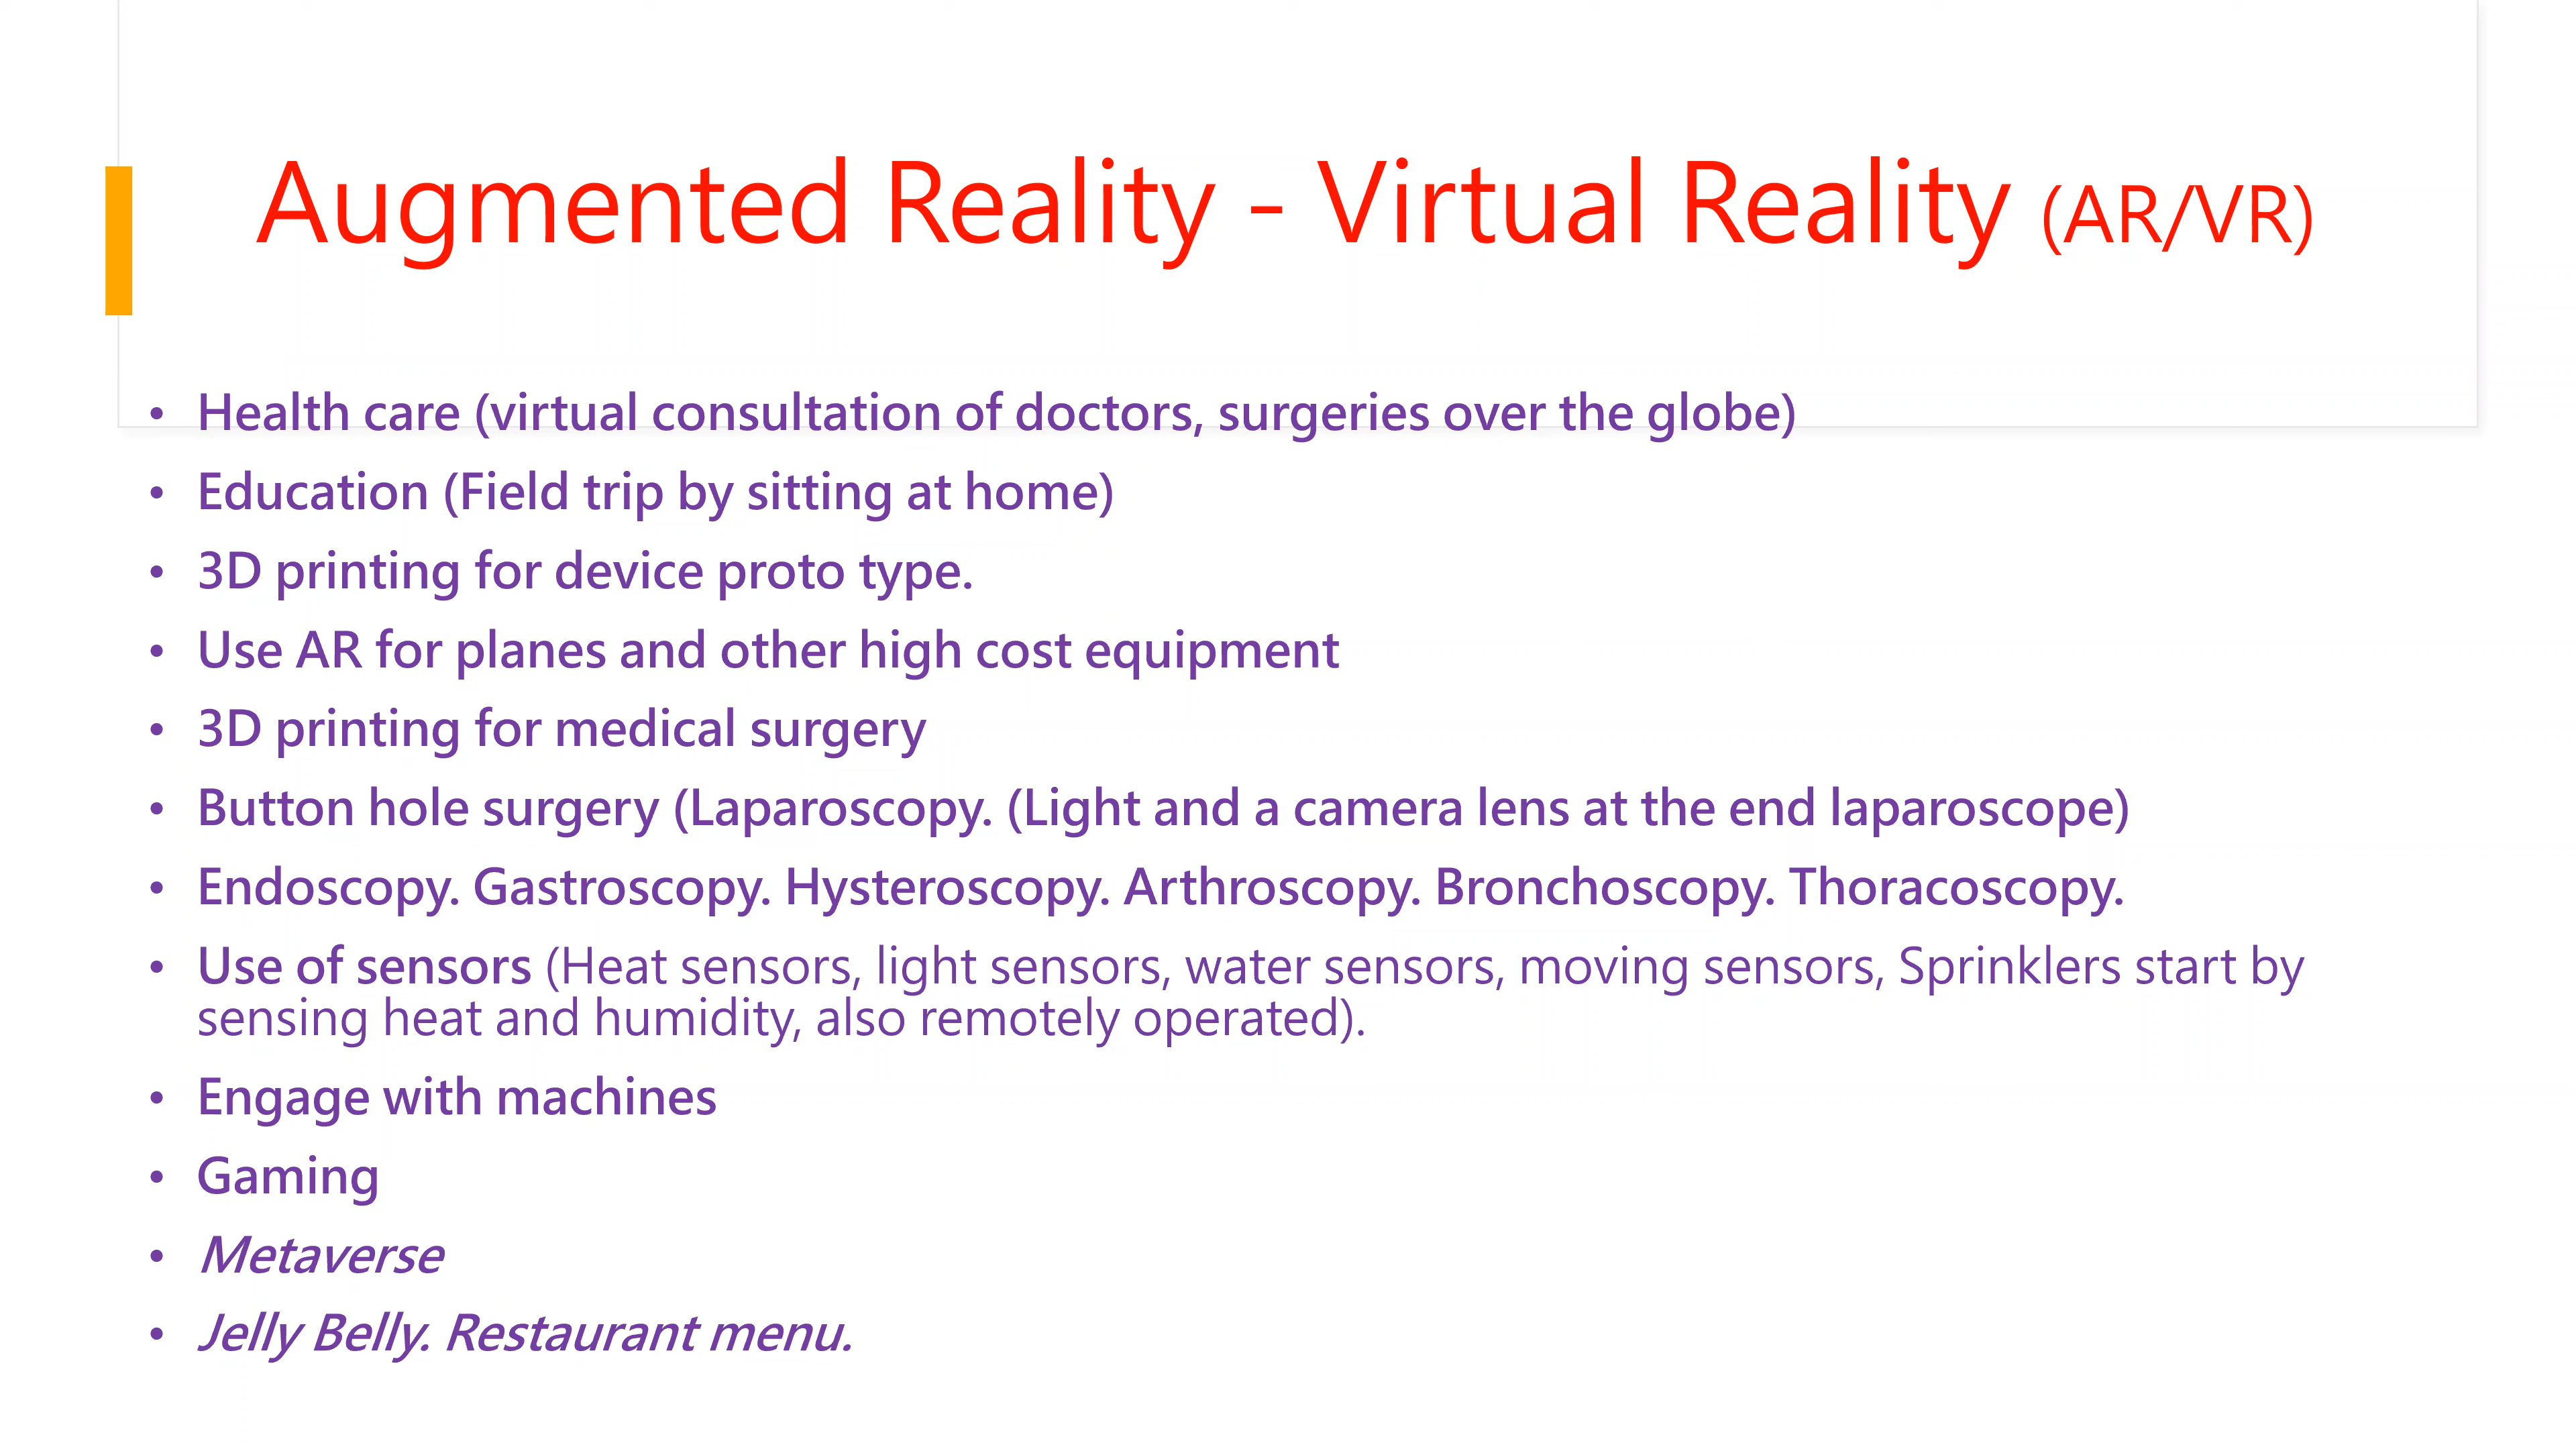 Augmented Reality - Virtual Reality (AR/VR)
• Health care (virtual consultation of doctors, surgeries over the globe)
• Education (Field trip by sitting at home)
• 3D printing for device proto type.
• Use AR for planes and other high cost equipment
• 3D printing for medical surgery
• Button hole surgery (Laparoscopy. (Light and a camera lens at the end laparoscope)
• Endoscopy. Gastroscopy. Hysteroscopy. Arthroscopy. Bronchoscopy. Thoracoscopy.
• Use of sensors (Heat sensors, light sensors, water sensors, moving sensors, Sprinklers start by
sensing heat and humidity, also remotely operated).
• Engage with machines
• Gaming
• Metaverse
• Jelly Belly. Restaurant menu.